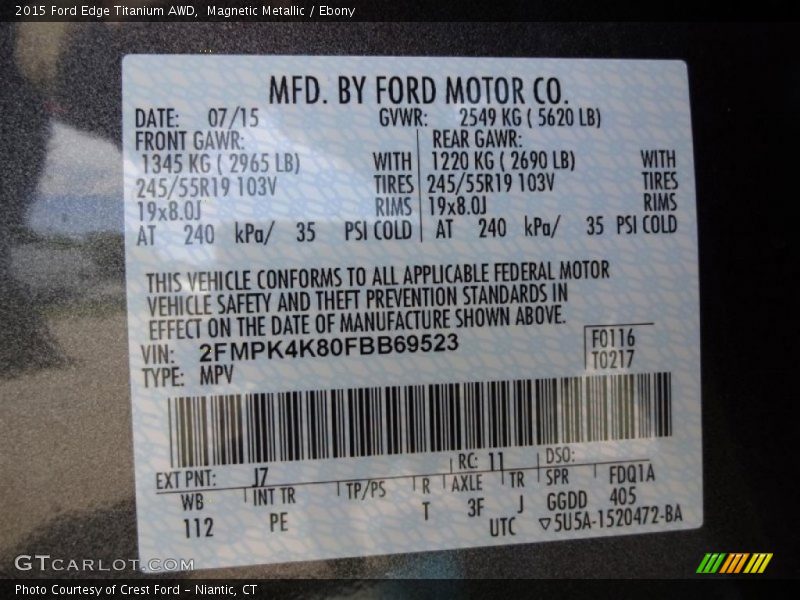 2015 Ford Edge Titanium AWD,  Magnetic Metallic / Ebony
MFD. BY FORD MOTOR CO.
DATE: 07/15 GVWR: 2549 KG ( 5620 LB)
FRONT GAWR: REAR GAWR:
1345 KG ( 2965 LB) WITH 1220 KG ( 2690 LB) WITH
245/55R19 103V TIRES 245/55R19 103V TIRES
19x8.0J RIMS 19x8.0J RIMS
AT 240 kPa/ 35 PSI COLD AT 240 kPa/ 35 PSI COLD
THIS VEHICLE CONFORMS TO ALL APPLICABLE FEDERAL MOTOR
VEHICLE SAFETY AND THEFT PREVENTION STANDARDS IN
EFFECT ON THE DATE OF MANUFACTURE SHOWN ABOVE.
VIN: 2FMPK4K80FBB69523 F0116
TYPE: MPV T0217
EXT PNT: J7 RC: 11 DSO:
WB INT TR TP/PS R AXLE TR SPR FDQ1A
112 PE T 3F J GGDD 405
UTC ▽5U5A-1520472-BA
GTcarlot.com
Photo Courtesy of Crest Ford - Niantic, CT